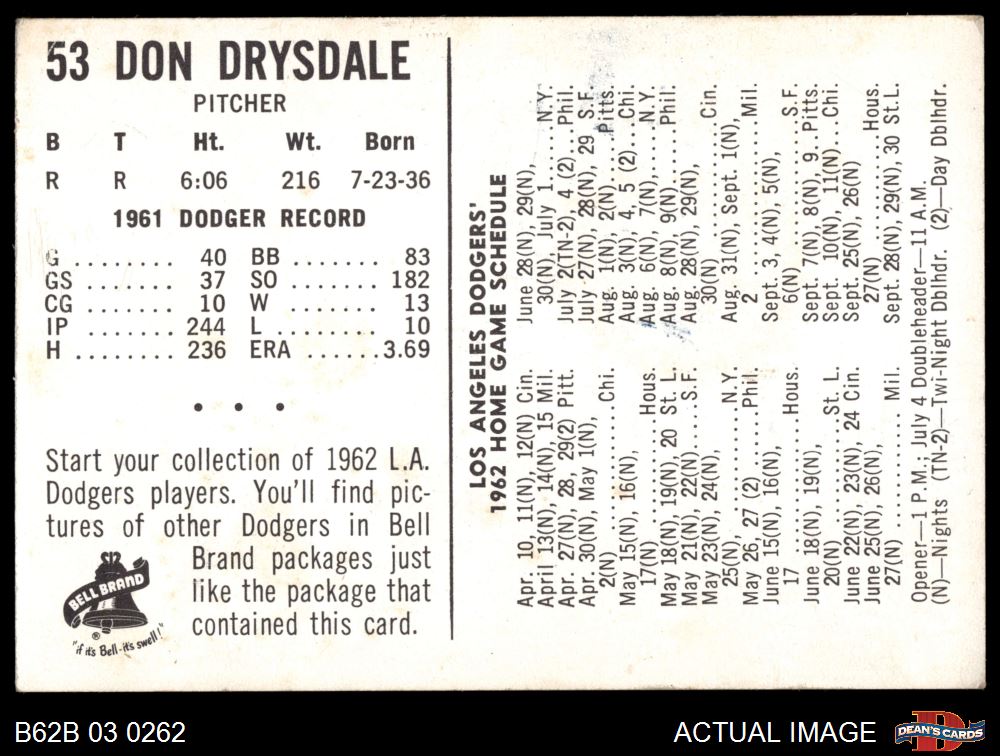 53 DON DRYSDALE
PITCHER
B T Ht. Wt. Born
R R 6:06 216 7-23-36
1961 DODGER RECORD
G ........ 40 BB ....... 83
GS ....... 37 SO ....... 182
CG ....... 10 W ........ 13
IP ...... 244 L ........ 10
H ........ 236 ERA ......3.69
• • •
Start your collection of 1962 L.A.
Dodgers players. You'll find pic-
tures of other Dodgers in Bell
Brand packages just
like the package that
contained this card.
BELL BRAND
®
"if it's Bell-it's swell!"
LOS ANGELES DODGERS'
1962 HOME GAME SCHEDULE
Apr. 10, 11(N), 12(N) Cin.
April 13(N), 14(N), 15 Mil.
Apr. 27(N), 28, 29(2) Pitt.
Apr. 30(N), May 1(N),
2(N) ..............Chi.
May 15(N), 16(N),
17(N) .............Hous.
May 18(N), 19(N), 20 St. L.
May 21(N), 22(N).....S.F.
May 23(N), 24(N),
25(N), ............N.Y.
May 26, 27 (2) .....Phil.
June 15(N), 16(N),
17 ...............Hous.
June 18(N), 19(N),
20(N) ............St. L.
June 22(N), 23(N), 24 Cin.
June 25(N), 26(N),
27(N) ............ Mil.
June 28(N), 29(N),
30(N), July 1.......N.Y.
July 2(TN-2), 4 (2)..Phil.
July 27(N), 28(N), 29 S.F.
Aug. 1(N), 2(N)......Pitts.
Aug. 3(N), 4, 5 (2)...Chi.
Aug. 6(N), 7(N),.....N.Y.
Aug. 8(N), 9(N)......Phil.
Aug. 28(N), 29(N),
30(N) .............Cin.
Aug. 31(N), Sept. 1(N),
2 .................Mil.
Sept. 3, 4(N), 5(N),
6(N) ..............S.F.
Sept. 7(N), 8(N), 9..Pitts.
Sept. 10(N), 11(N)...Chi.
Sept. 25(N), 26(N)
27(N) .............Hous.
Sept. 28(N), 29(N), 30 St.L.
Opener—1 P.M.; July 4 Doubleheader—11 A.M.
(N)—Nights (TN-2)—Twi-Night Dblhdr. (2)—Day Dblhdr.
B62B 03 0262
ACTUAL IMAGE
DEAN'S CARDS